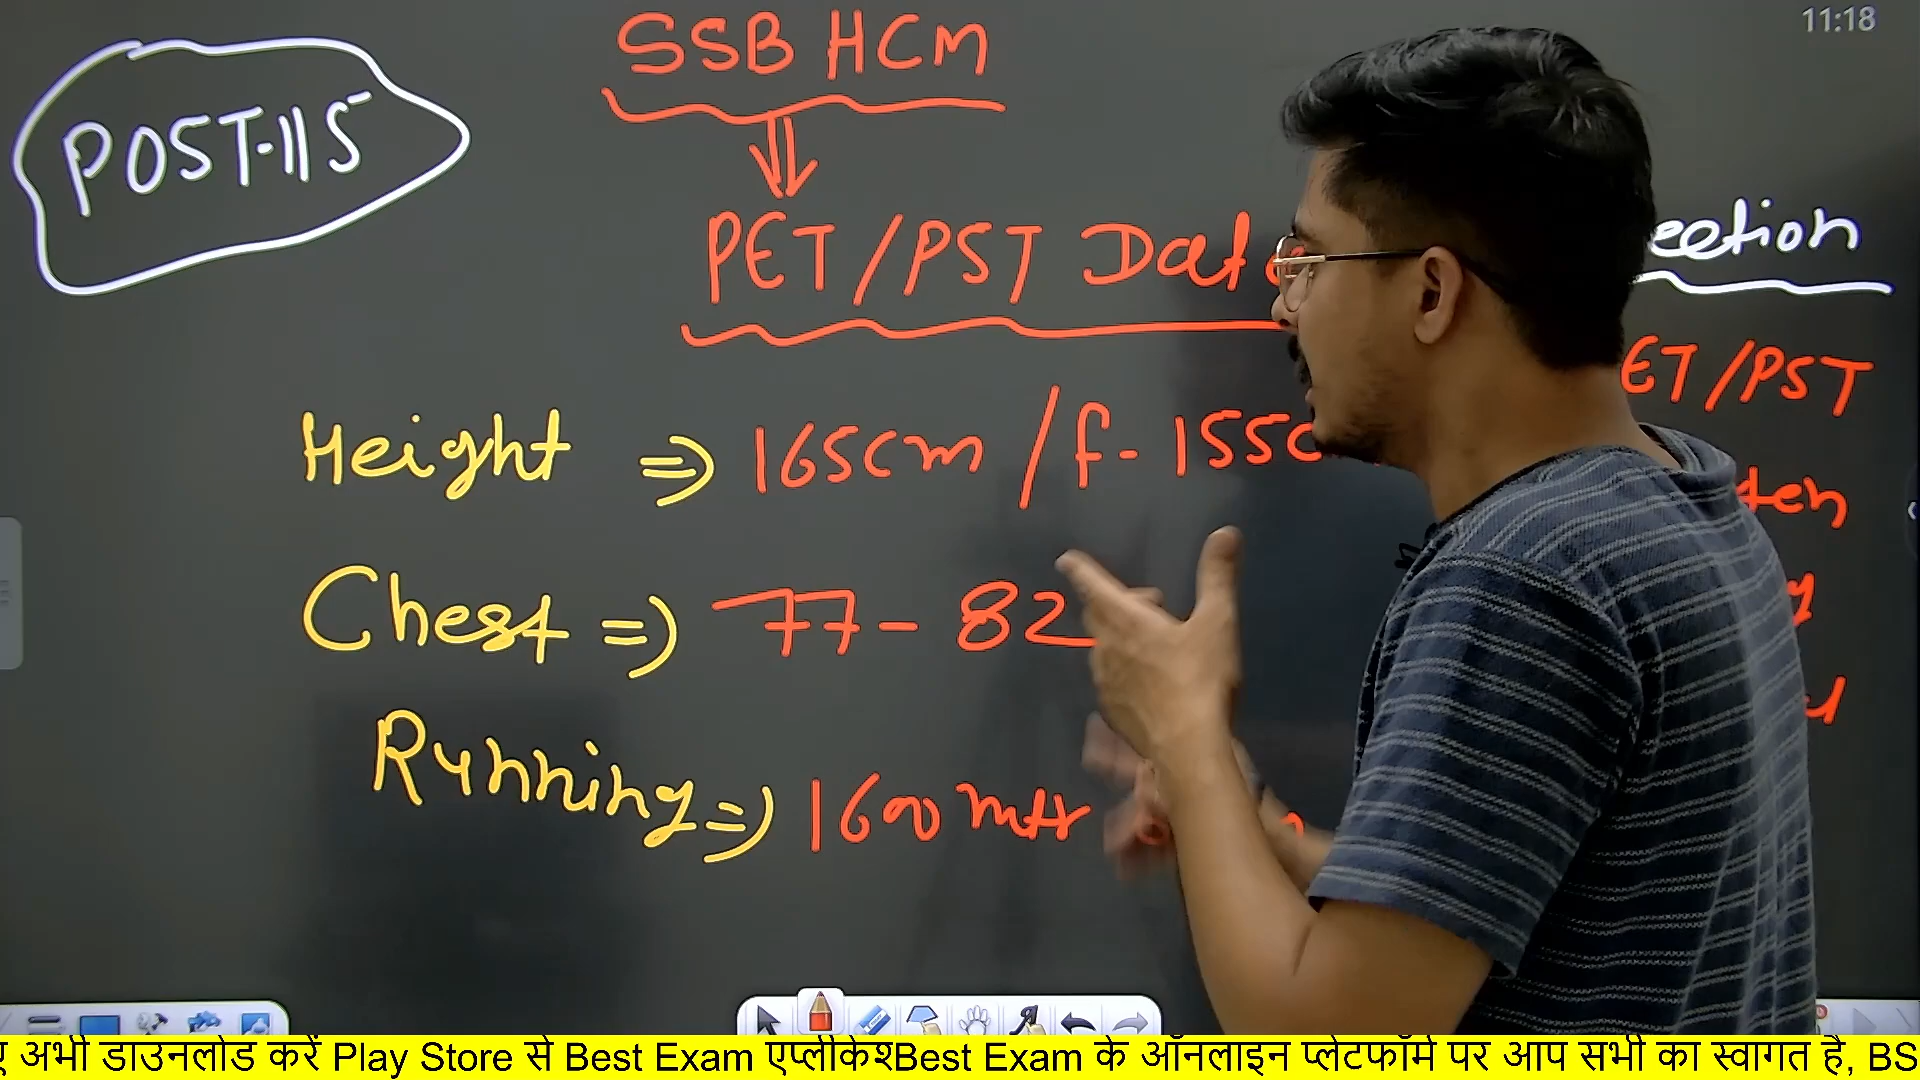 11:18
SSB HCM
POST-115
PET/PST Date
ection
ET/PST
Height => 165cm / f - 155c
ten
Chest => 77 - 82
Running => 1600 mtr
ए अभी डाउनलोड करें Play Store से Best Exam एप्लीकेश Best Exam के ऑनलाइन प्लेटफॉर्म पर आप सभी का स्वागत है, BS